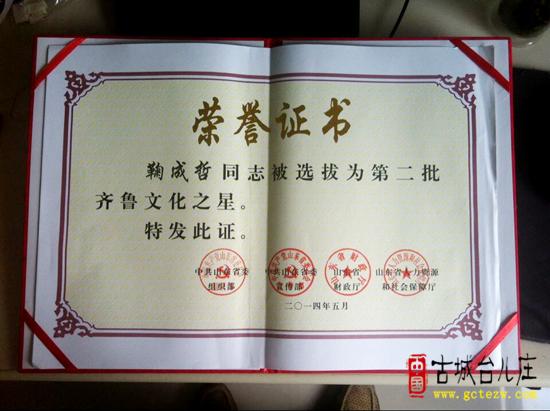 荣誉证书
鞠成哲同志被选拔为第二批
齐鲁文化之星。
特发此证。
中共山东省委 中共山东省委 山东省 山东省人力资源
组织部 宣传部 财政厅 和社会保障厅
二〇一四年五月
中国 古城台儿庄
www.gctezw.com